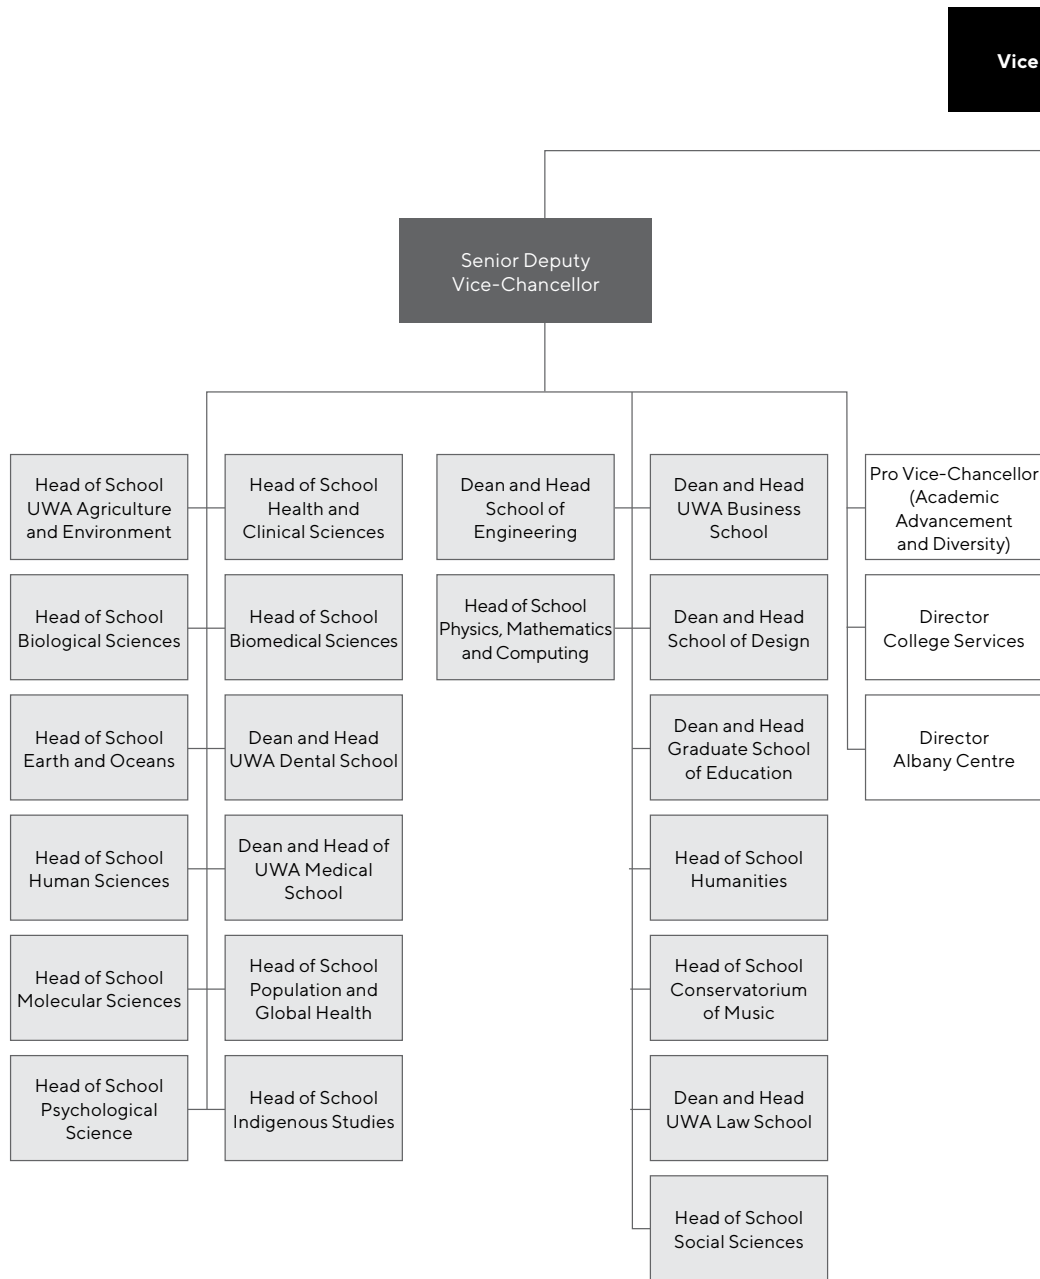 Vice
Senior Deputy
Vice-Chancellor
Head of School
UWA Agriculture
and Environment
Head of School
Health and
Clinical Sciences
Dean and Head
School of
Engineering
Dean and Head
UWA Business
School
Pro Vice-Chancellor
(Academic
Advancement
and Diversity)
Head of School
Biological Sciences
Head of School
Biomedical Sciences
Head of School
Physics, Mathematics
and Computing
Dean and Head
School of Design
Director
College Services
Head of School
Earth and Oceans
Dean and Head
UWA Dental School
Dean and Head
Graduate School
of Education
Director
Albany Centre
Head of School
Human Sciences
Dean and Head of
UWA Medical
School
Head of School
Humanities
Head of School
Molecular Sciences
Head of School
Population and
Global Health
Head of School
Conservatorium
of Music
Head of School
Psychological
Science
Head of School
Indigenous Studies
Dean and Head
UWA Law School
Head of School
Social Sciences